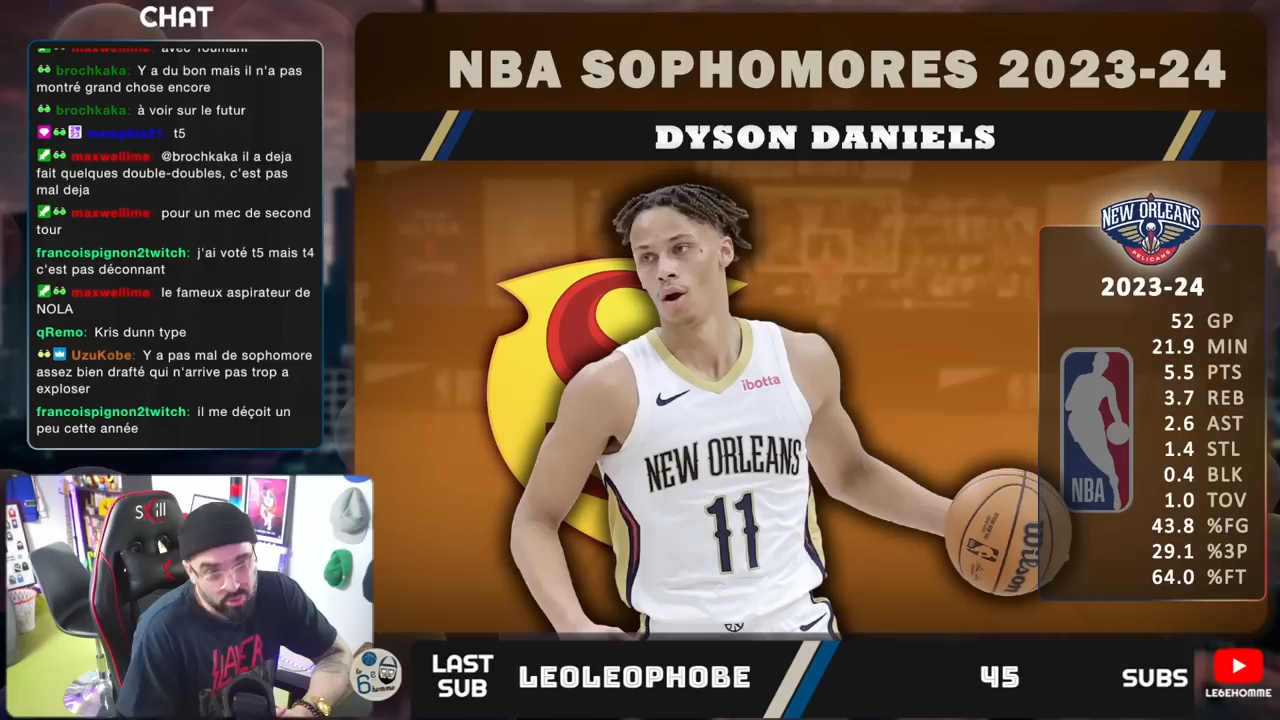 CHAT
maxwellime: avec Toumani
brochkaka: Y a du bon mais il n'a pas
montré grand chose encore
brochkaka: à voir sur le futur
t5
maxwellime @brochkaka il a deja
fait quelques double-doubles, c'est pas
mal deja
maxwellime pour un mec de second
tour
francoispignon2twitch: j'ai voté t5 mais t4
c'est pas déconnant
maxwellime le fameux aspirateur de
NOLA
qRemo: Kris dunn type
UzuKobe: Y a pas mal de sophomore
assez bien drafté qui n'arrive pas trop a
exploser
francoispignon2twitch: il me déçoit un
peu cette année
NBA SOPHOMORES 2023-24
DYSON DANIELS
NEW ORLEANS
PELICANS
2023-24
52 GP
21.9 MIN
5.5 PTS
3.7 REB
2.6 AST
1.4 STL
0.4 BLK
1.0 TOV
43.8 %FG
29.1 %3P
64.0 %FT
NBA
ibotta
NEW ORLEANS
11
Wilson
Skill
SLAYER
LAST
SUB
LEOLEOPHOBE
45
SUBS
LE6EHOMME